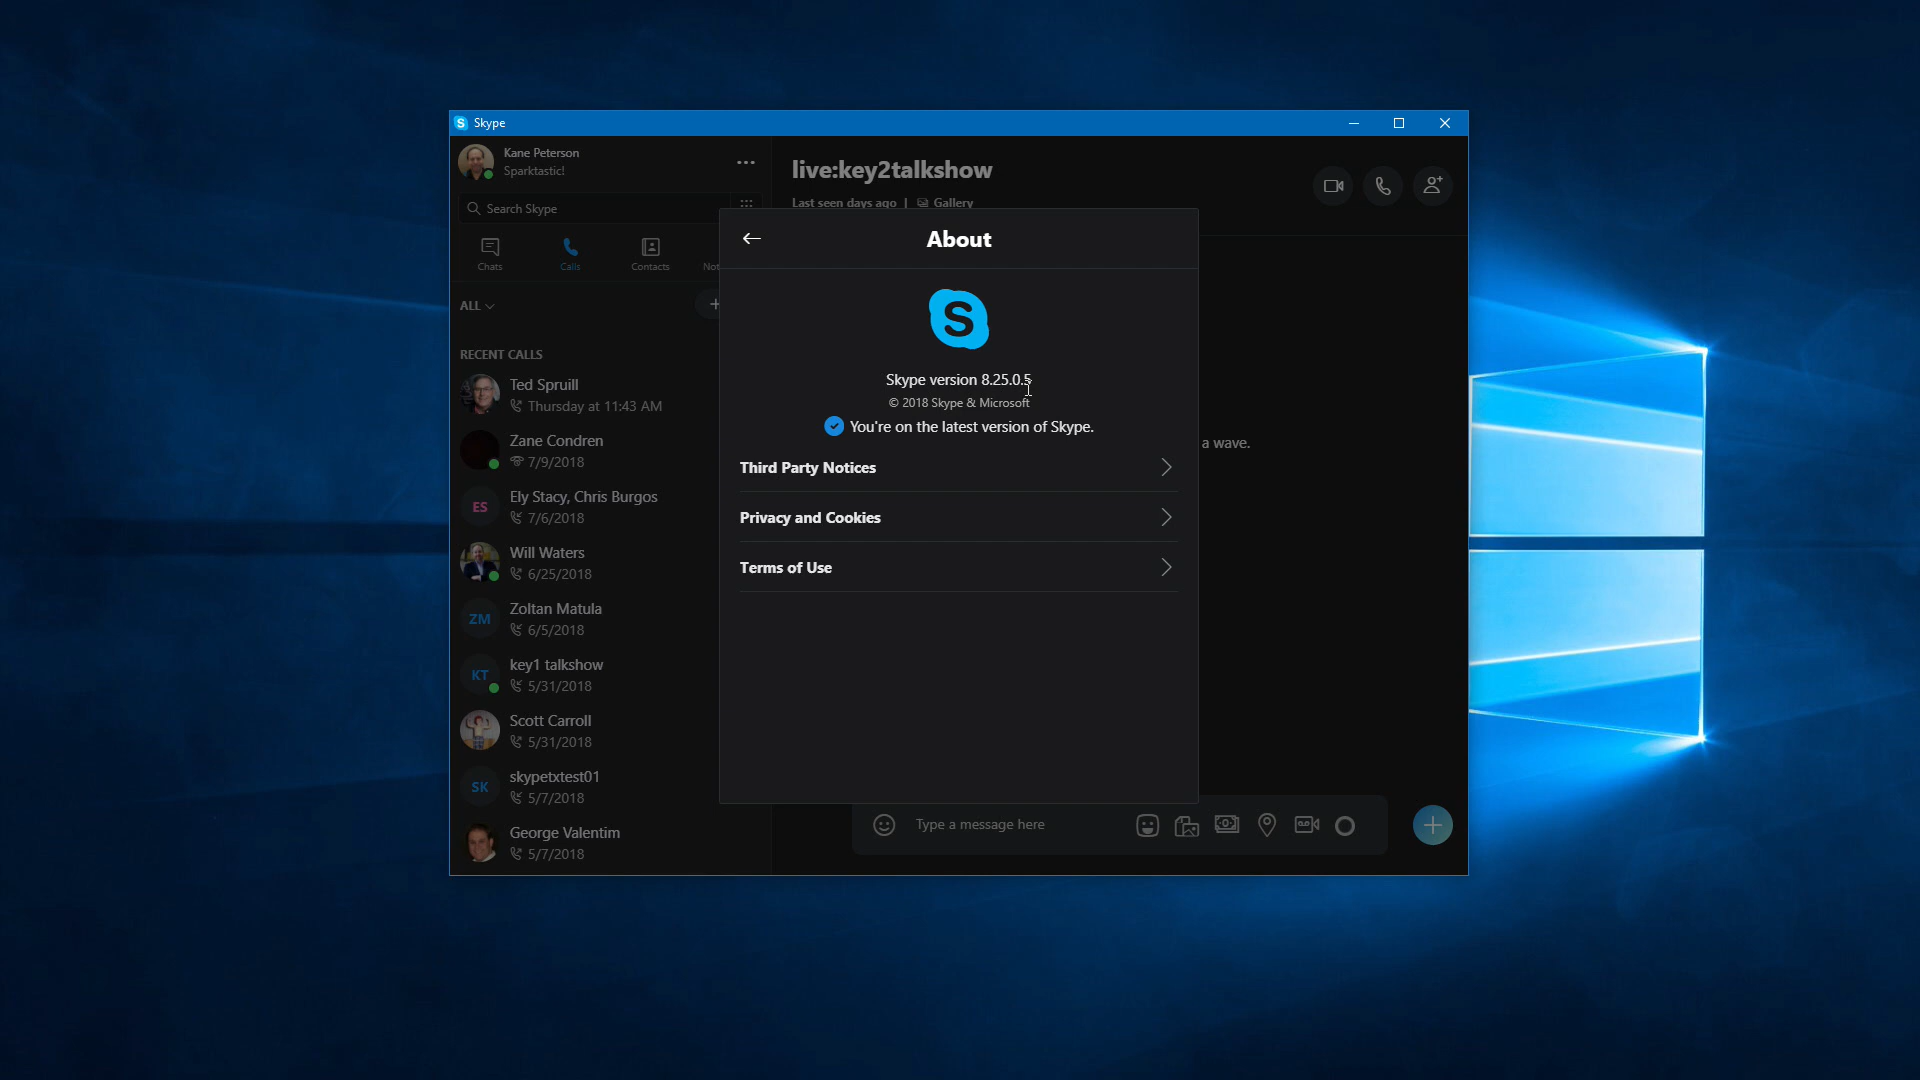 Skype
Kane Peterson
Sparktastic!
Search Skype
Chats
Calls
Contacts
Not
ALL
RECENT CALLS
Ted Spruill
Thursday at 11:43 AM
Zane Condren
7/9/2018
ES
Ely Stacy, Chris Burgos
7/6/2018
Will Waters
6/25/2018
ZM
Zoltan Matula
6/5/2018
KT
key1 talkshow
5/31/2018
Scott Carroll
5/31/2018
SK
skypetxtest01
5/7/2018
George Valentim
5/7/2018
live:key2talkshow
Last seen days ago | Gallery
About
Skype version 8.25.0.5
© 2018 Skype & Microsoft
You're on the latest version of Skype.
Third Party Notices
Privacy and Cookies
Terms of Use
a wave.
Type a message here